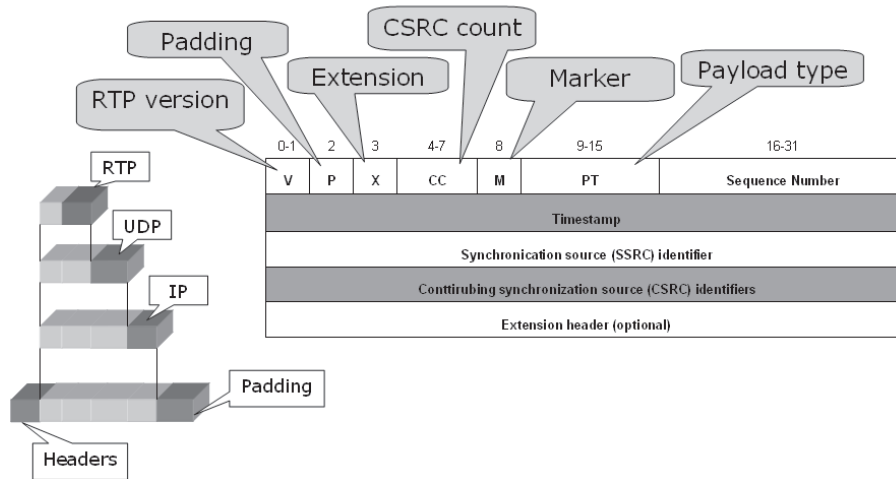 CSRC count
Padding
Extension
Marker
Payload type
RTP version
0-1 2 3 4-7 8 9-15 16-31
V P X CC M PT Sequence Number
Timestamp
Synchronication source (SSRC) identifier
Conttirubing synchronization source (CSRC) identifiers
Extension header (optional)
RTP
UDP
IP
Padding
Headers